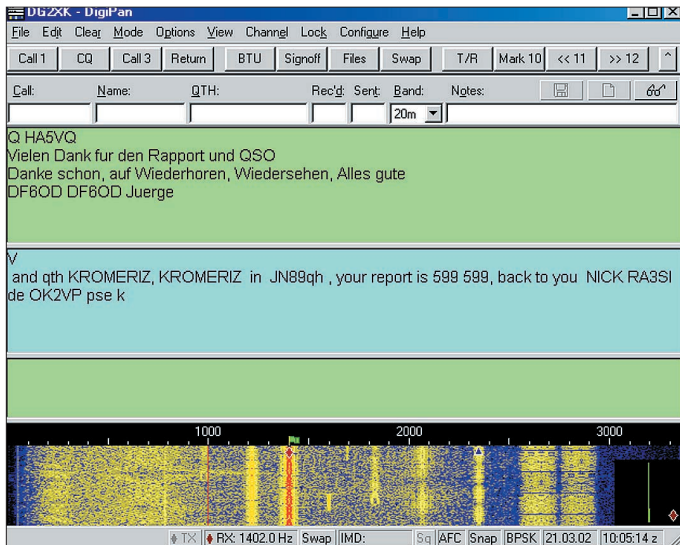 DG2XK - DigiPan
File Edit Clear Mode Options View Channel Lock Configure Help
Call 1 CQ Call 3 Return BTU Signoff Files Swap T/R Mark 10 << 11 >> 12 ^
Call: Name: QTH: Rec'd: Sent: Band: Notes:
20m
Q HA5VQ
Vielen Dank fur den Rapport und QSO
Danke schon, auf Wiederhoren, Wiedersehen, Alles gute
DF6OD DF6OD Juerge
V
and qth KROMERIZ, KROMERIZ in JN89qh , your report is 599 599, back to you NICK RA3SI
de OK2VP pse k
1000 2000 3000
TX RX: 1402.0 Hz Swap IMD: Sq AFC Snap BPSK 21.03.02 10:05:14 z